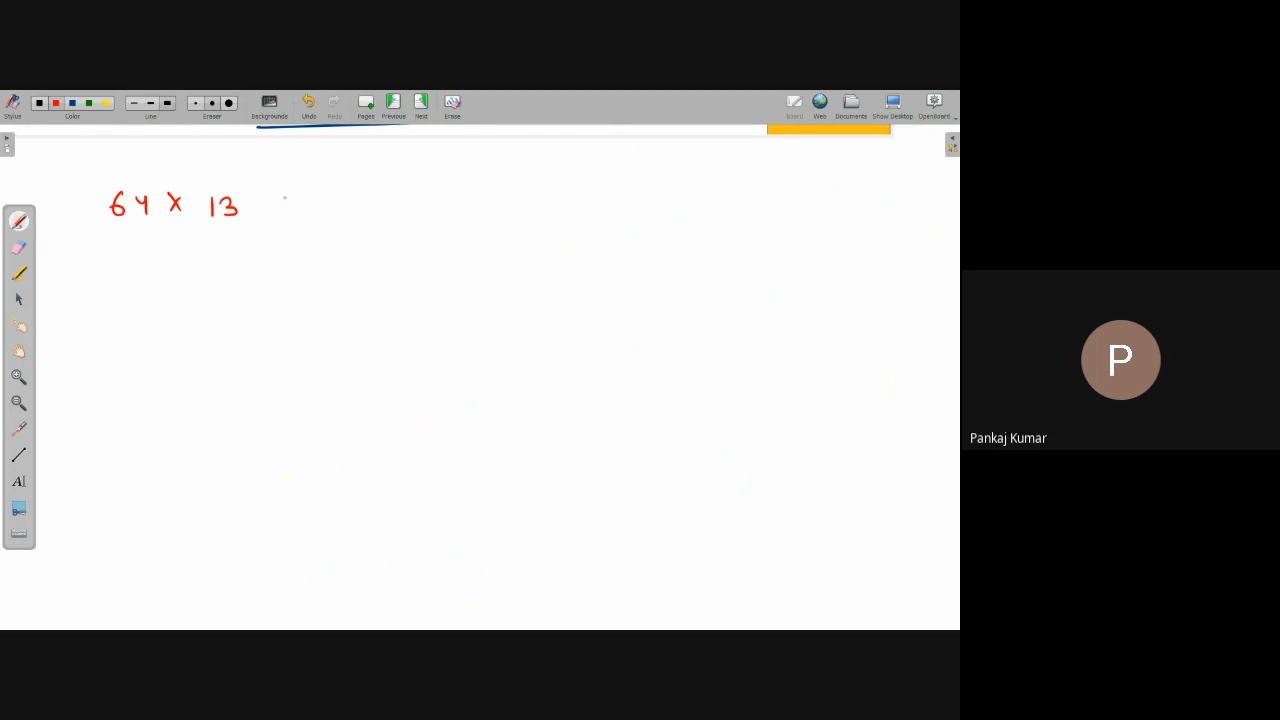 Stylus Color Line Eraser Backgrounds Undo Redo Pages Previous Next Erase Board Web Documents Show Desktop OpenBoard
64 x 13
P
Pankaj Kumar